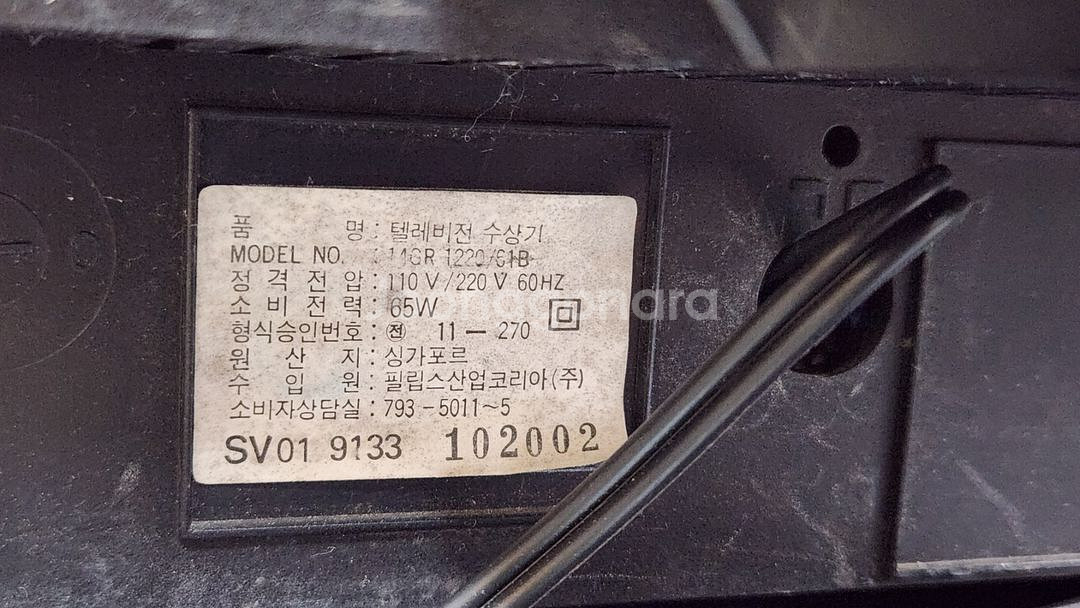 품 명 : 텔레비전 수상기
MODEL NO. 14GR 1220/61B
정 격 전 압 : 110 V/220 V 60HZ
소 비 전 력 : 65W
형식승인번호 : 전 11 - 270
원 산 지 : 싱가포르
수 입 원 : 필립스산업코리아(주)
소비자상담실 : 793-5011~5
SV01 9133 102002